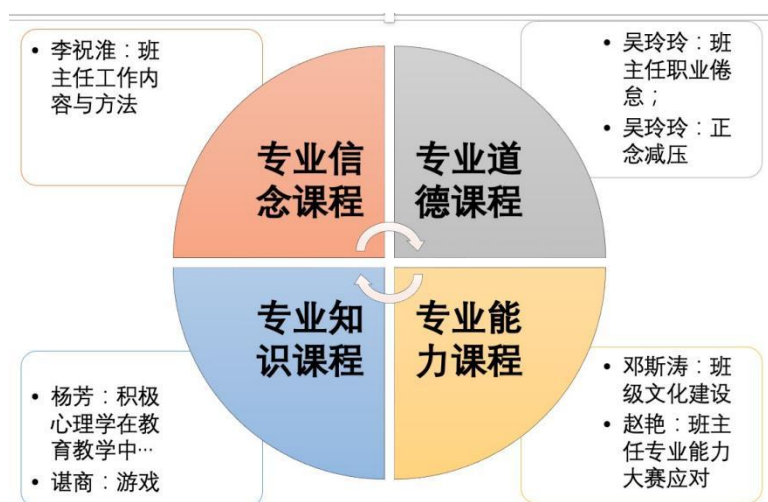 • 李祝淮：班
主任工作内
容与方法
专业信
念课程
专业道
德课程
• 吴玲玲：班
主任职业倦
怠；
• 吴玲玲：正
念减压
专业知
识课程
专业能
力课程
• 杨芳：积极
心理学在教
育教学中…
• 谌商：游戏
• 邓斯涛：班
级文化建设
• 赵艳：班主
任专业能力
大赛应对